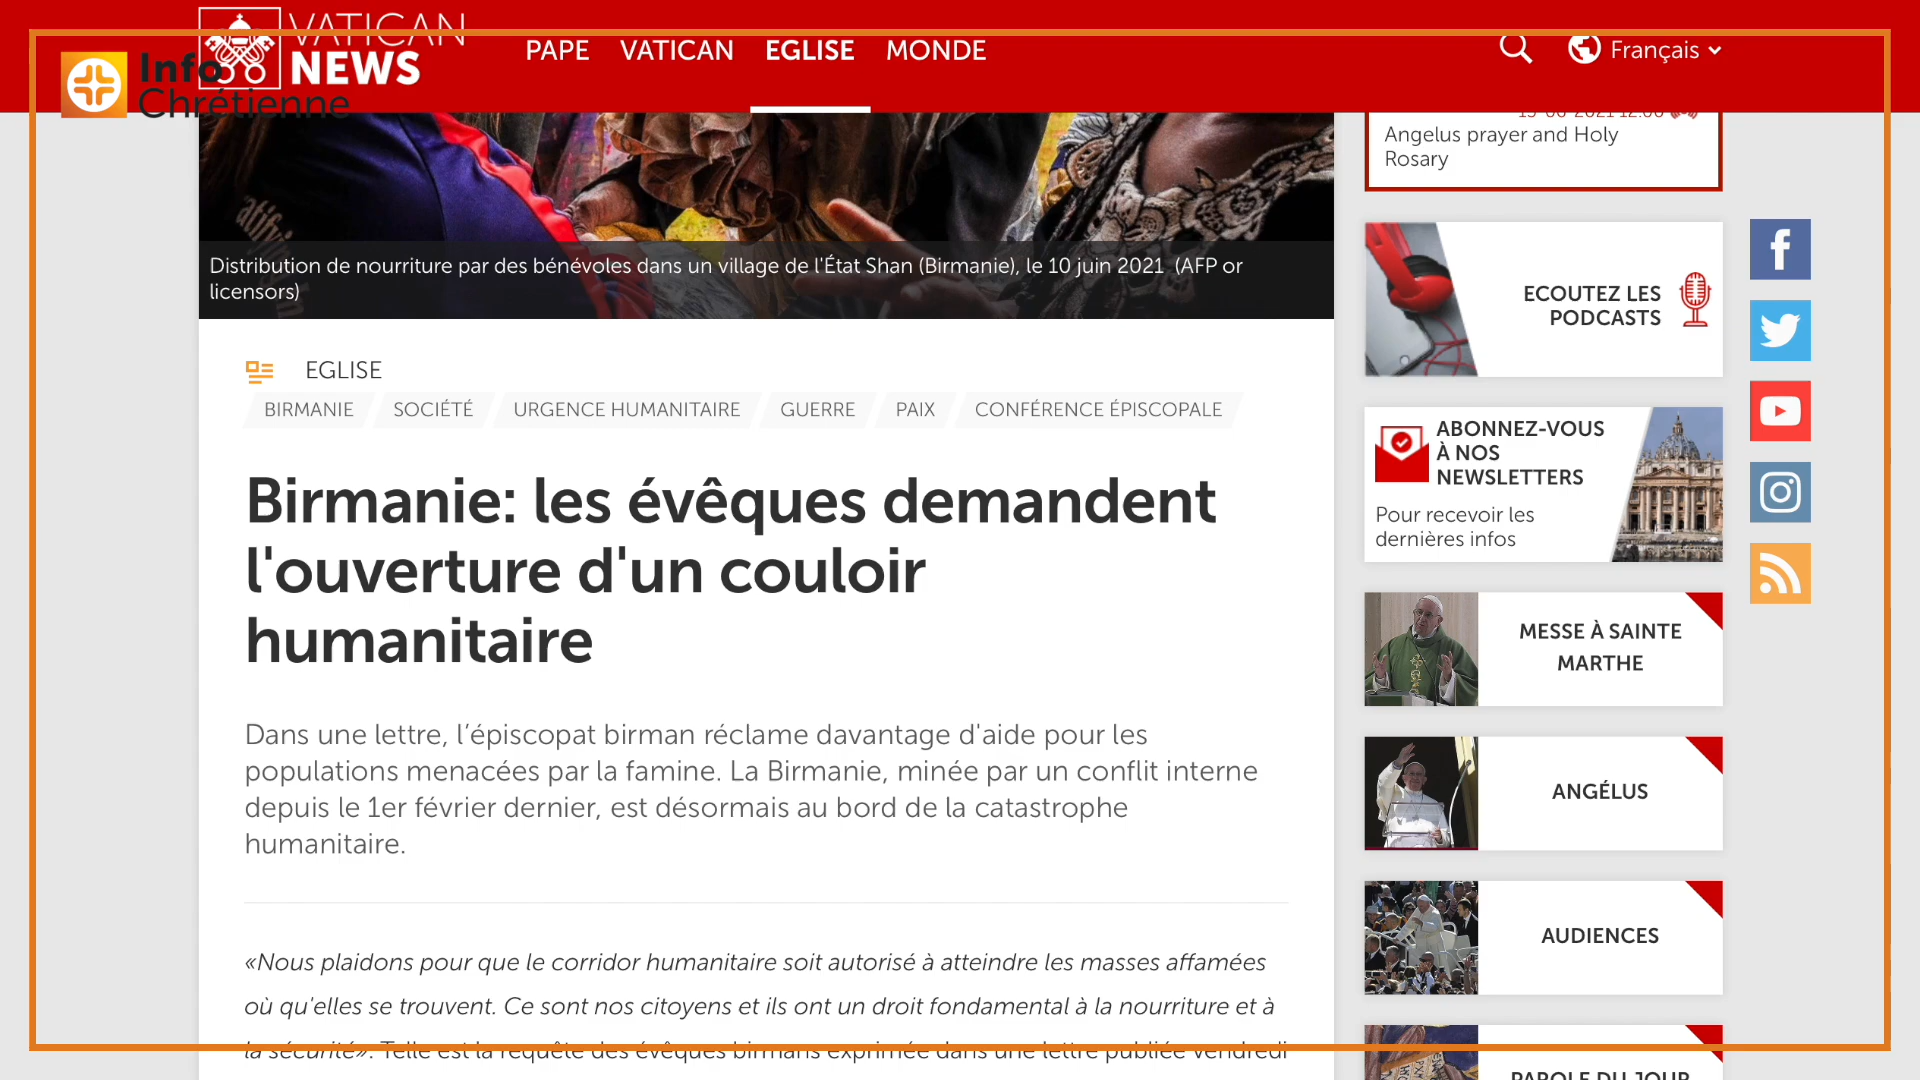 VATICAN
NEWS
PAPE VATICAN EGLISE MONDE
Français
Info
Chrétienne
Distribution de nourriture par des bénévoles dans un village de l'État Shan (Birmanie), le 10 juin 2021 (AFP or
licensors)
EGLISE
BIRMANIE SOCIÉTÉ URGENCE HUMANITAIRE GUERRE PAIX CONFÉRENCE ÉPISCOPALE
Birmanie: les évêques demandent
l'ouverture d'un couloir
humanitaire
Dans une lettre, l’épiscopat birman réclame davantage d'aide pour les
populations menacées par la famine. La Birmanie, minée par un conflit interne
depuis le 1er février dernier, est désormais au bord de la catastrophe
humanitaire.
«Nous plaidons pour que le corridor humanitaire soit autorisé à atteindre les masses affamées
où qu'elles se trouvent. Ce sont nos citoyens et ils ont un droit fondamental à la nourriture et à
la sécurité». Telle est la requête des évêques birmans exprimée dans une lettre publiée vendredi
Angelus prayer and Holy
Rosary
ECOUTEZ LES
PODCASTS
ABONNEZ-VOUS
À NOS
NEWSLETTERS
Pour recevoir les
dernières infos
MESSE À SAINTE
MARTHE
ANGÉLUS
AUDIENCES
PAROLE DU JOUR